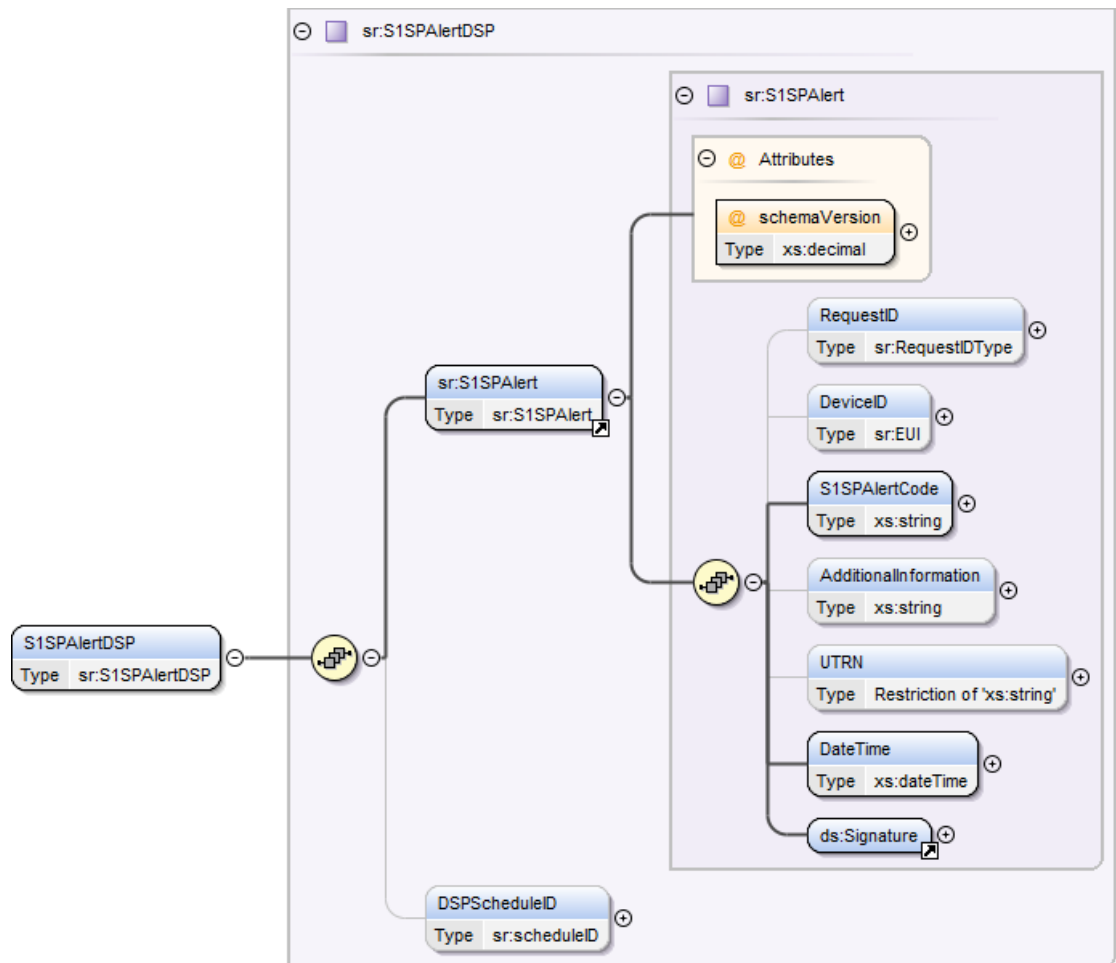 sr:S1SPAlertDSP
sr:S1SPAlert
@ Attributes
@ schemaVersion
Type xs:decimal
RequestID
Type sr:RequestIDType
sr:S1SPAlert
Type sr:S1SPAlert
DeviceID
Type sr:EUI
S1SPAlertCode
Type xs:string
AdditionalInformation
Type xs:string
S1SPAlertDSP
Type sr:S1SPAlertDSP
UTRN
Type Restriction of 'xs:string'
DateTime
Type xs:dateTime
ds:Signature
DSPScheduleID
Type sr:scheduleID